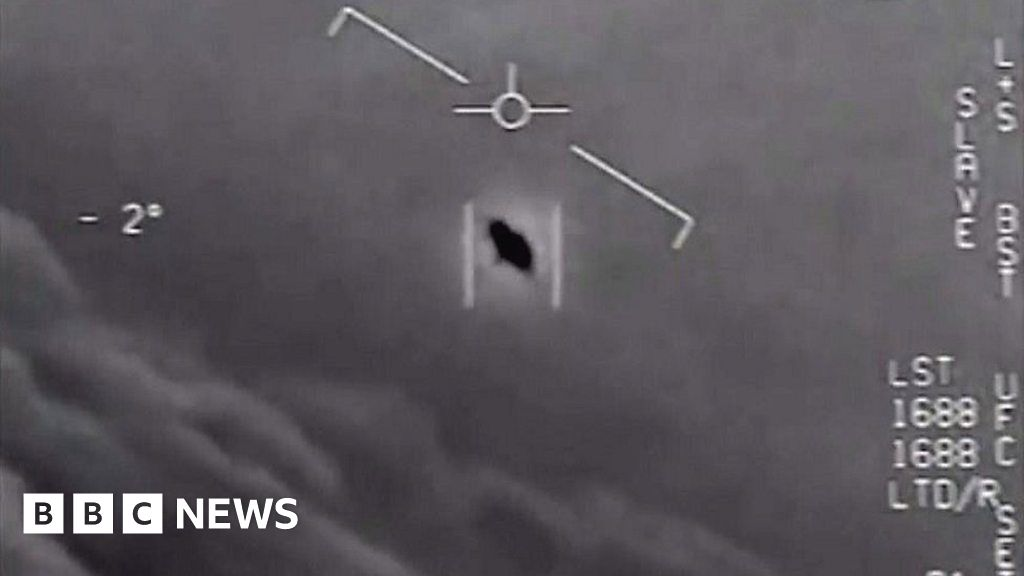 - 2°
L+S
SLAVE
BST
LST
1688
1688
LTD/R
UFC
BBC NEWS